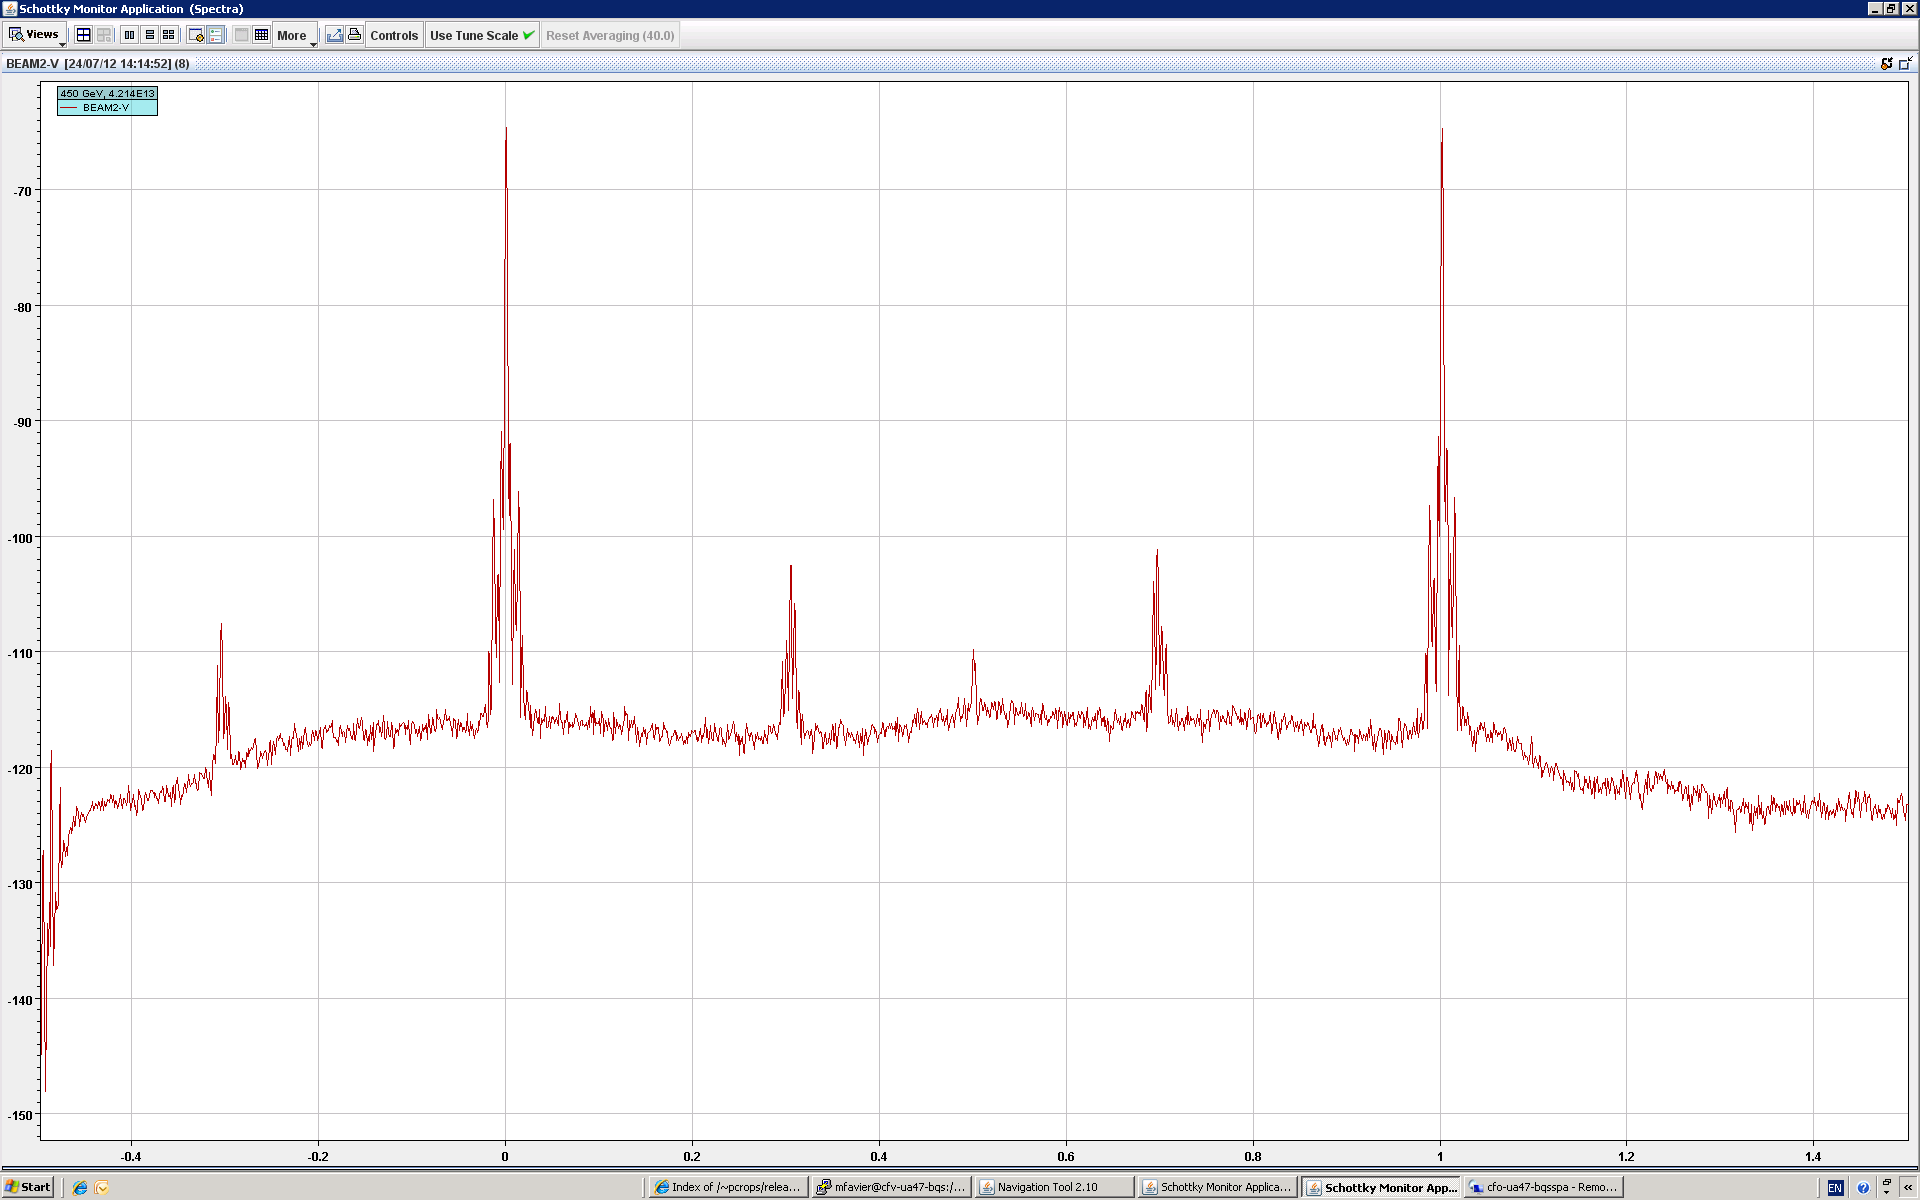 Schottky Monitor Application (Spectra)
Views More Controls Use Tune Scale Reset Averaging (40.0)
BEAM2-V [24/07/12 14:14:52] (8)
450 GeV, 4.214E13
BEAM2-V
-70
-80
-90
-100
-110
-120
-130
-140
-150
-0.4 -0.2 0 0.2 0.4 0.6 0.8 1 1.2 1.4
Start Index of /~pcrops/relea... mfavier@cfv-ua47-bqs:/... Navigation Tool 2.10 Schottky Monitor Applica... Schottky Monitor App... cfo-ua47-bqsspa - Remo... EN ? «